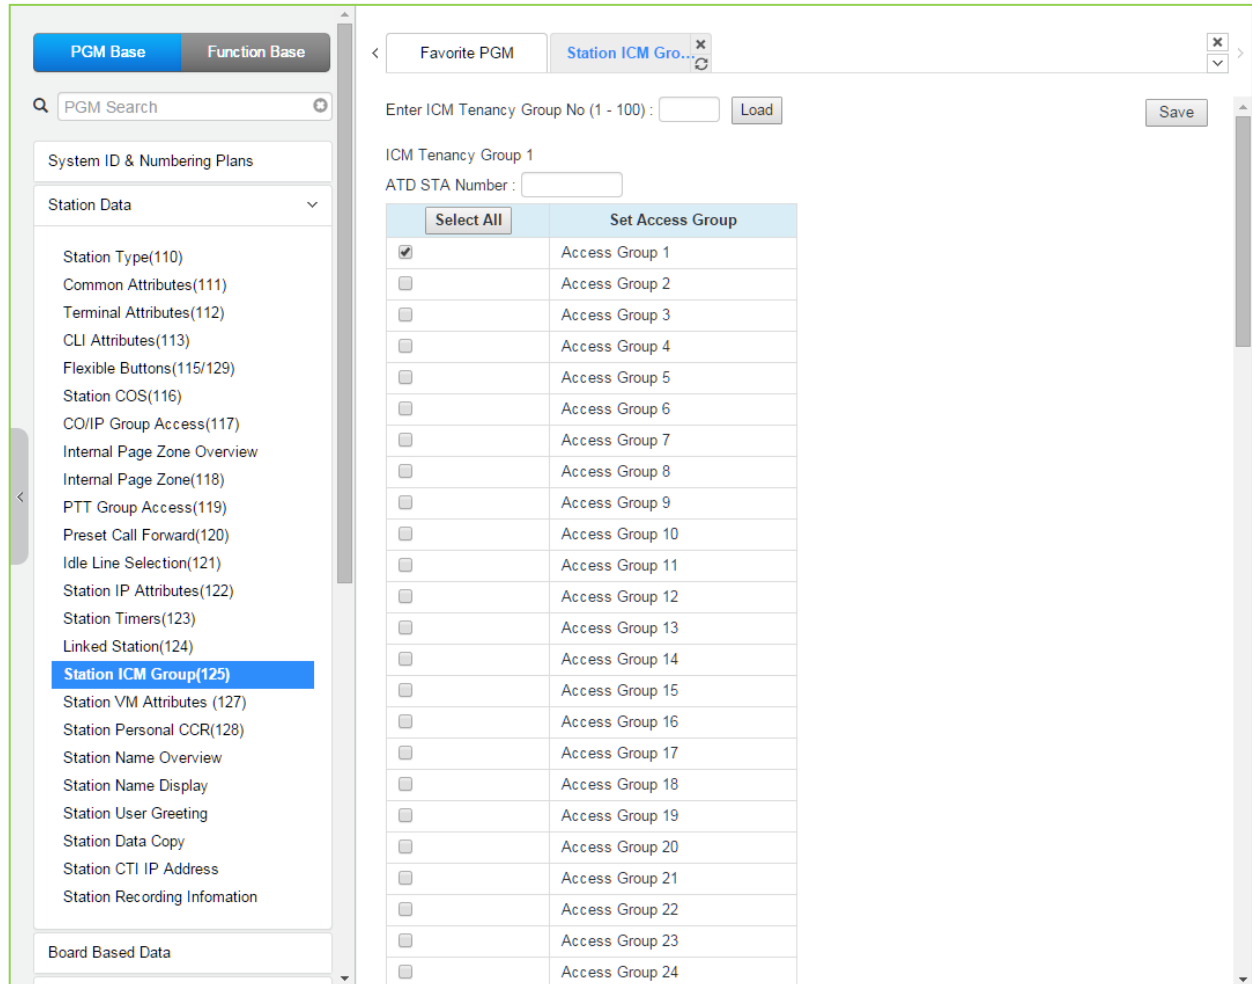 PGM Base
Function Base
PGM Search
System ID & Numbering Plans
Station Data
Station Type(110)
Common Attributes(111)
Terminal Attributes(112)
CLI Attributes(113)
Flexible Buttons(115/129)
Station COS(116)
CO/IP Group Access(117)
Internal Page Zone Overview
Internal Page Zone(118)
PTT Group Access(119)
Preset Call Forward(120)
Idle Line Selection(121)
Station IP Attributes(122)
Station Timers(123)
Linked Station(124)
Station ICM Group(125)
Station VM Attributes (127)
Station Personal CCR(128)
Station Name Overview
Station Name Display
Station User Greeting
Station Data Copy
Station CTI IP Address
Station Recording Infomation
Board Based Data
Favorite PGM
Station ICM Gro...
Enter ICM Tenancy Group No (1 - 100) :
Load
Save
ICM Tenancy Group 1
ATD STA Number :
Select All
Set Access Group
Access Group 1
Access Group 2
Access Group 3
Access Group 4
Access Group 5
Access Group 6
Access Group 7
Access Group 8
Access Group 9
Access Group 10
Access Group 11
Access Group 12
Access Group 13
Access Group 14
Access Group 15
Access Group 16
Access Group 17
Access Group 18
Access Group 19
Access Group 20
Access Group 21
Access Group 22
Access Group 23
Access Group 24